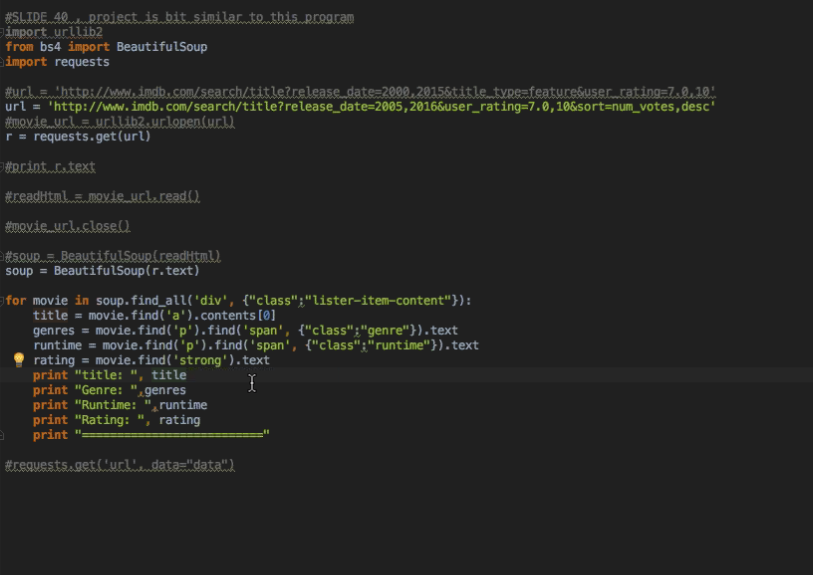 #SLIDE 40 , project is bit similar to this program
import urllib2
from bs4 import BeautifulSoup
import requests
#url = 'http://www.imdb.com/search/title?release_date=2000,2015&title_type=feature&user_rating=7.0,10'
url = 'http://www.imdb.com/search/title?release_date=2005,2016&user_rating=7.0,10&sort=num_votes,desc'
#movie_url = urllib2.urlopen(url)
r = requests.get(url)
#print r.text
#readHtml = movie_url.read()
#movie_url.close()
#soup = BeautifulSoup(readHtml)
soup = BeautifulSoup(r.text)
for movie in soup.find_all('div', {"class":"lister-item-content"}):
    title = movie.find('a').contents[0]
    genres = movie.find('p').find('span', {"class":"genre"}).text
    runtime = movie.find('p').find('span', {"class":"runtime"}).text
    rating = movie.find('strong').text
    print "title: ", title
    print "Genre: ",genres
    print "Runtime: ",runtime
    print "Rating: ", rating
    print "=========================="
#requests.get('url', data="data")